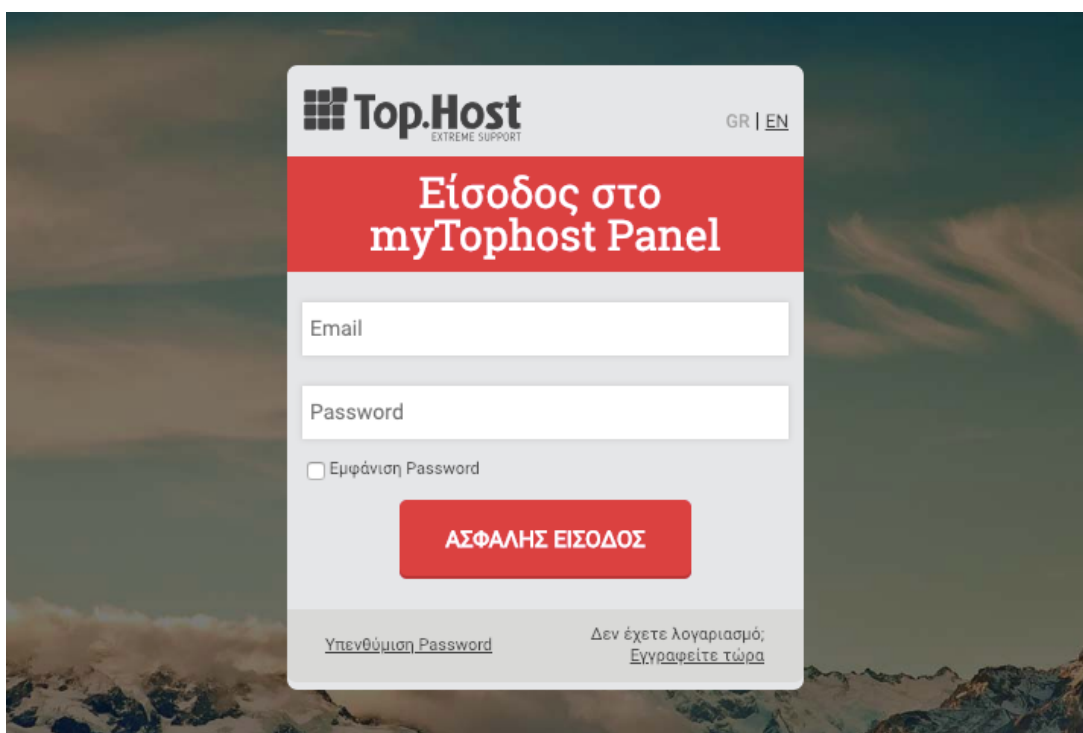 Top.Host
EXTREME SUPPORT
GR | EN
Είσοδος στο
myTophost Panel
Email
Password
Εμφάνιση Password
ΑΣΦΑΛΗΣ ΕΙΣΟΔΟΣ
Υπενθύμιση Password
Δεν έχετε λογαριασμό;
Εγγραφείτε τώρα